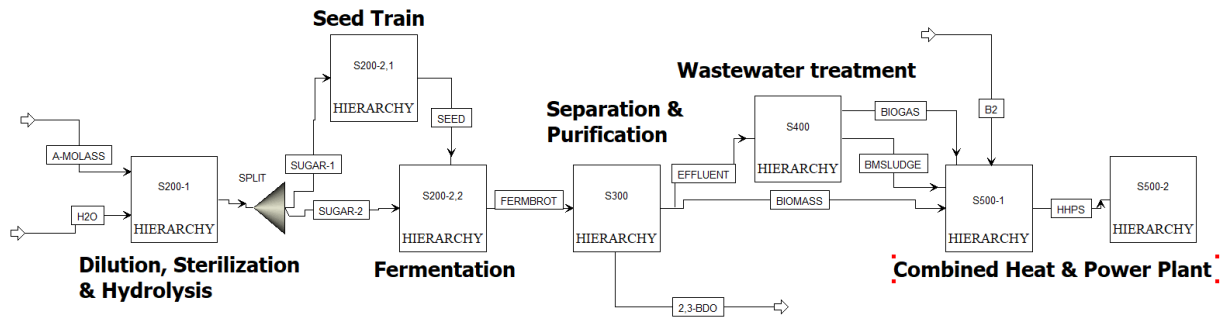 Seed Train
S200-2,1
HIERARCHY
SEED
Wastewater treatment
S400
HIERARCHY
BIOGAS
BMSLUDGE
B2
Separation &
Purification
A-MOLASS
H2O
S200-1
HIERARCHY
SPLIT
SUGAR-1
SUGAR-2
S200-2,2
HIERARCHY
FERMBROT
S300
HIERARCHY
EFFLUENT
BIOMASS
S500-1
HIERARCHY
HHPS
S500-2
HIERARCHY
Dilution, Sterilization
& Hydrolysis
Fermentation
Combined Heat & Power Plant
2,3-BDO